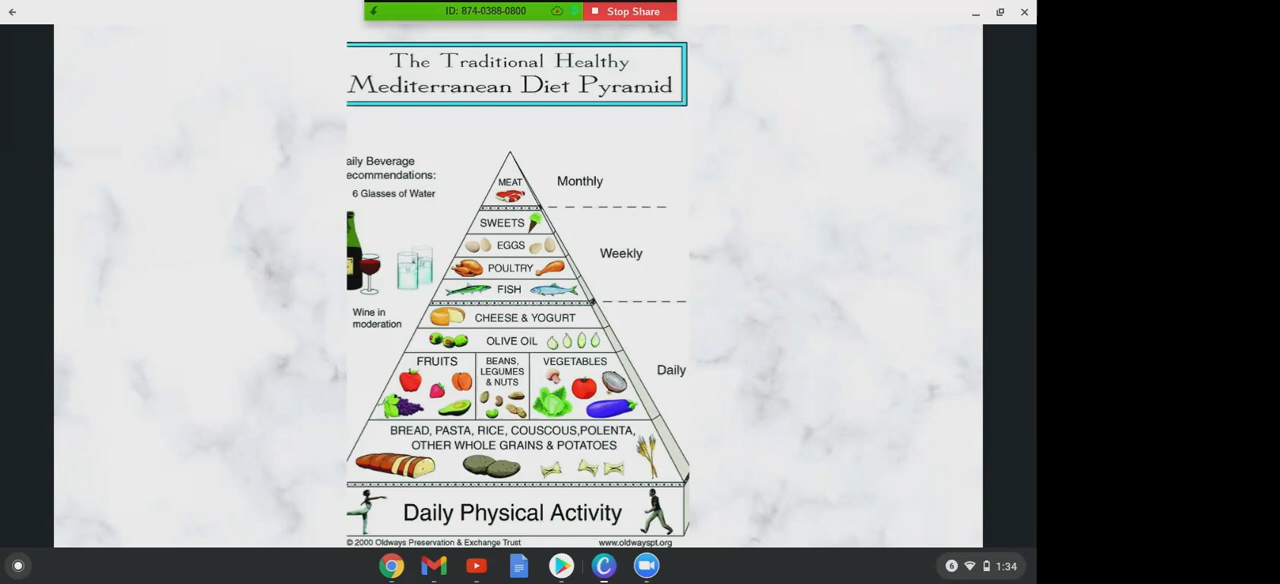 ID: 874-0388-0800
Stop Share
The Traditional Healthy
Mediterranean Diet Pyramid
aily Beverage
ecommendations:
6 Glasses of Water
Wine in
moderation
MEAT
Monthly
SWEETS
EGGS
Weekly
POULTRY
FISH
CHEESE & YOGURT
OLIVE OIL
FRUITS
BEANS,
LEGUMES
& NUTS
VEGETABLES
Daily
BREAD, PASTA, RICE, COUSCOUS,POLENTA,
OTHER WHOLE GRAINS & POTATOES
Daily Physical Activity
© 2000 Oldways Preservation & Exchange Trust
www.oldwayspt.org
6
1:34